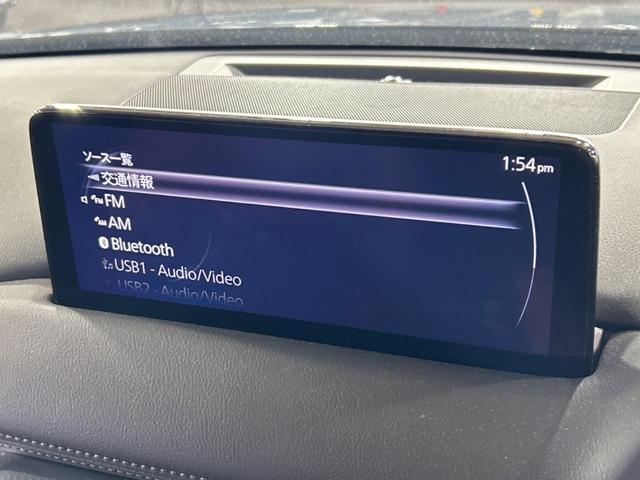 ソース一覧
1:54pm
交通情報
FM
AM
Bluetooth
USB1 - Audio/Video
USB2 - Audio/Video